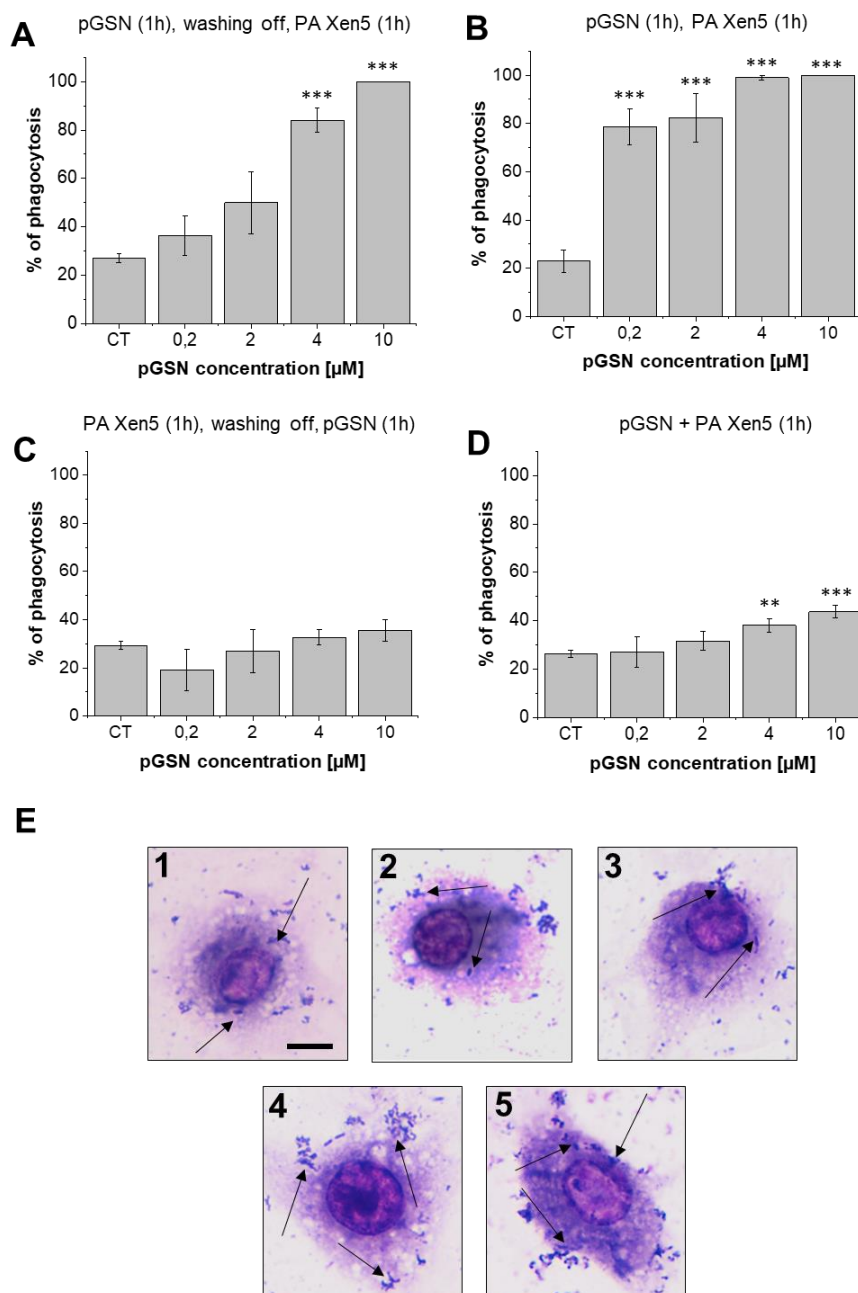 A
pGSN (1h), washing off, PA Xen5 (1h)
% of phagocytosis
100
80
60
40
20
0
*** ***
CT 0,2 2 4 10
pGSN concentration [µM]
B
pGSN (1h), PA Xen5 (1h)
% of phagocytosis
100
80
60
40
20
0
*** *** *** ***
CT 0,2 2 4 10
pGSN concentration [µM]
C
PA Xen5 (1h), washing off, pGSN (1h)
% of phagocytosis
100
80
60
40
20
0
CT 0,2 2 4 10
pGSN concentration [µM]
D
pGSN + PA Xen5 (1h)
% of phagocytosis
100
80
60
40
20
0
** ***
CT 0,2 2 4 10
pGSN concentration [µM]
E
1
2
3
4
5